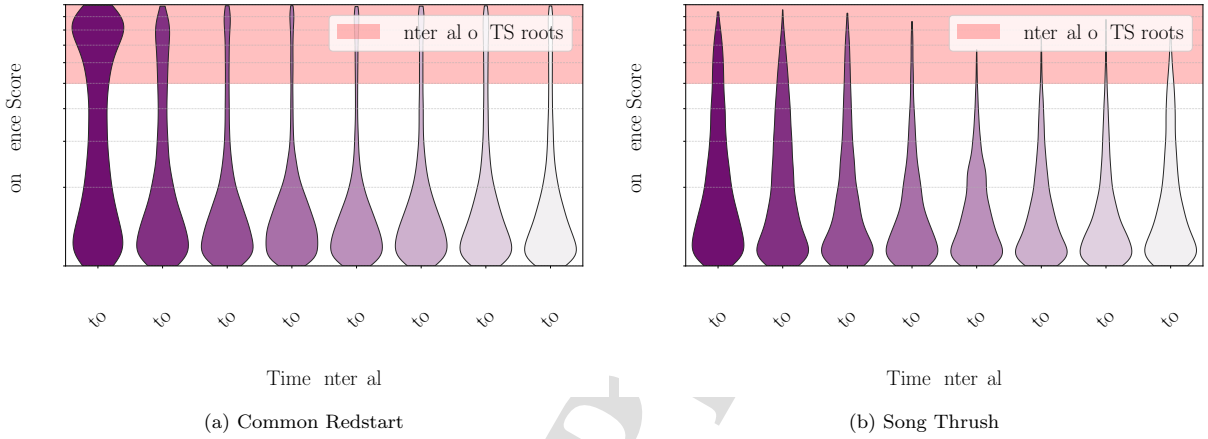 nter al o TS roots
on ence Score
to to to to to to to to
Time nter al
(a) Common Redstart
nter al o TS roots
on ence Score
to to to to to to to to
Time nter al
(b) Song Thrush